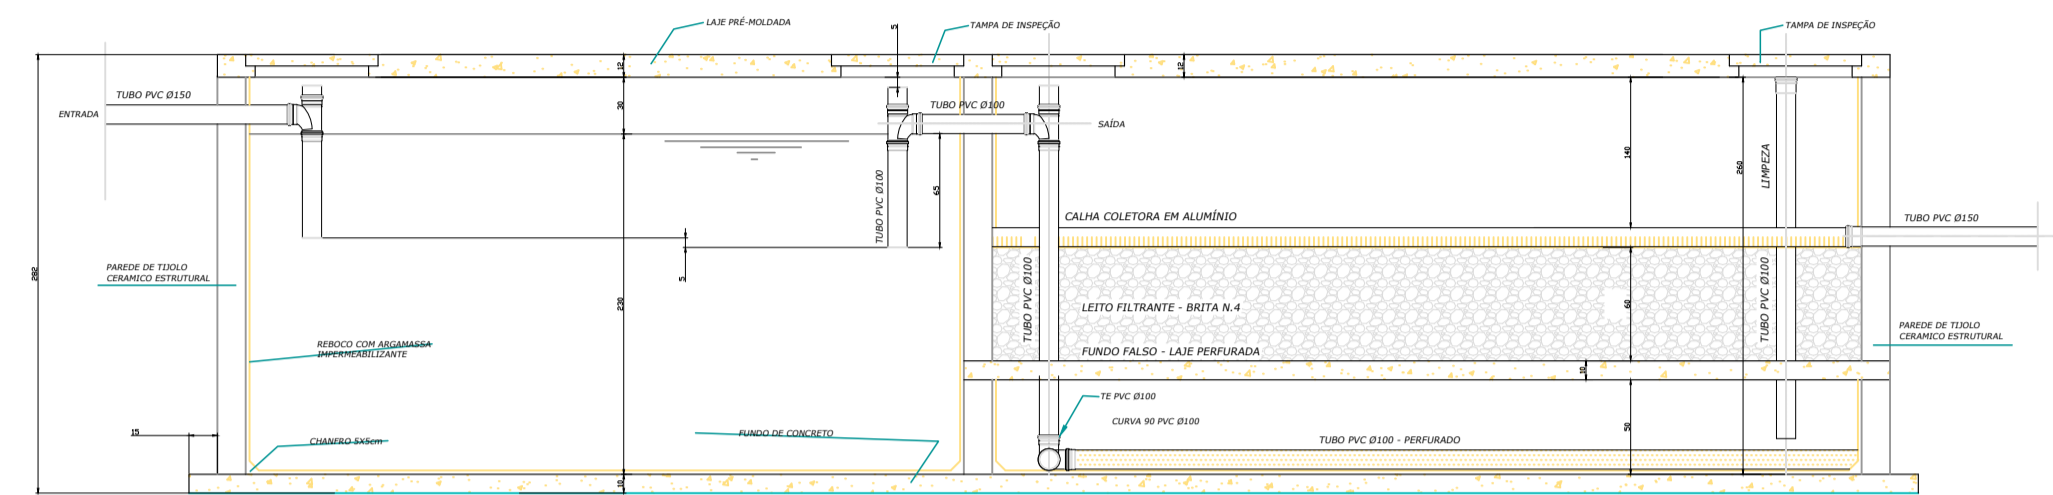 LAJE PRÉ-MOLDADA
5
TAMPA DE INSPEÇÃO
TAMPA DE INSPEÇÃO
12
12
TUBO PVC Ø150
ENTRADA
30
TUBO PVC Ø100
SAÍDA
140
260
LIMPEZA
65
TUBO PVC Ø100
CALHA COLETORA EM ALUMÍNIO
TUBO PVC Ø150
282
PAREDE DE TIJOLO
CERAMICO ESTRUTURAL
5
230
TUBO PVC Ø100
LEITO FILTRANTE - BRITA N.4
60
TUBO PVC Ø100
PAREDE DE TIJOLO
CERAMICO ESTRUTURAL
REBOCO COM ARGAMASSA
IMPERMEABILIZANTE
FUNDO FALSO - LAJE PERFURADA
10
TE PVC Ø100
CURVA 90 PVC Ø100
50
15
CHANFRO 5X5cm
FUNDO DE CONCRETO
TUBO PVC Ø100 - PERFURADO
10